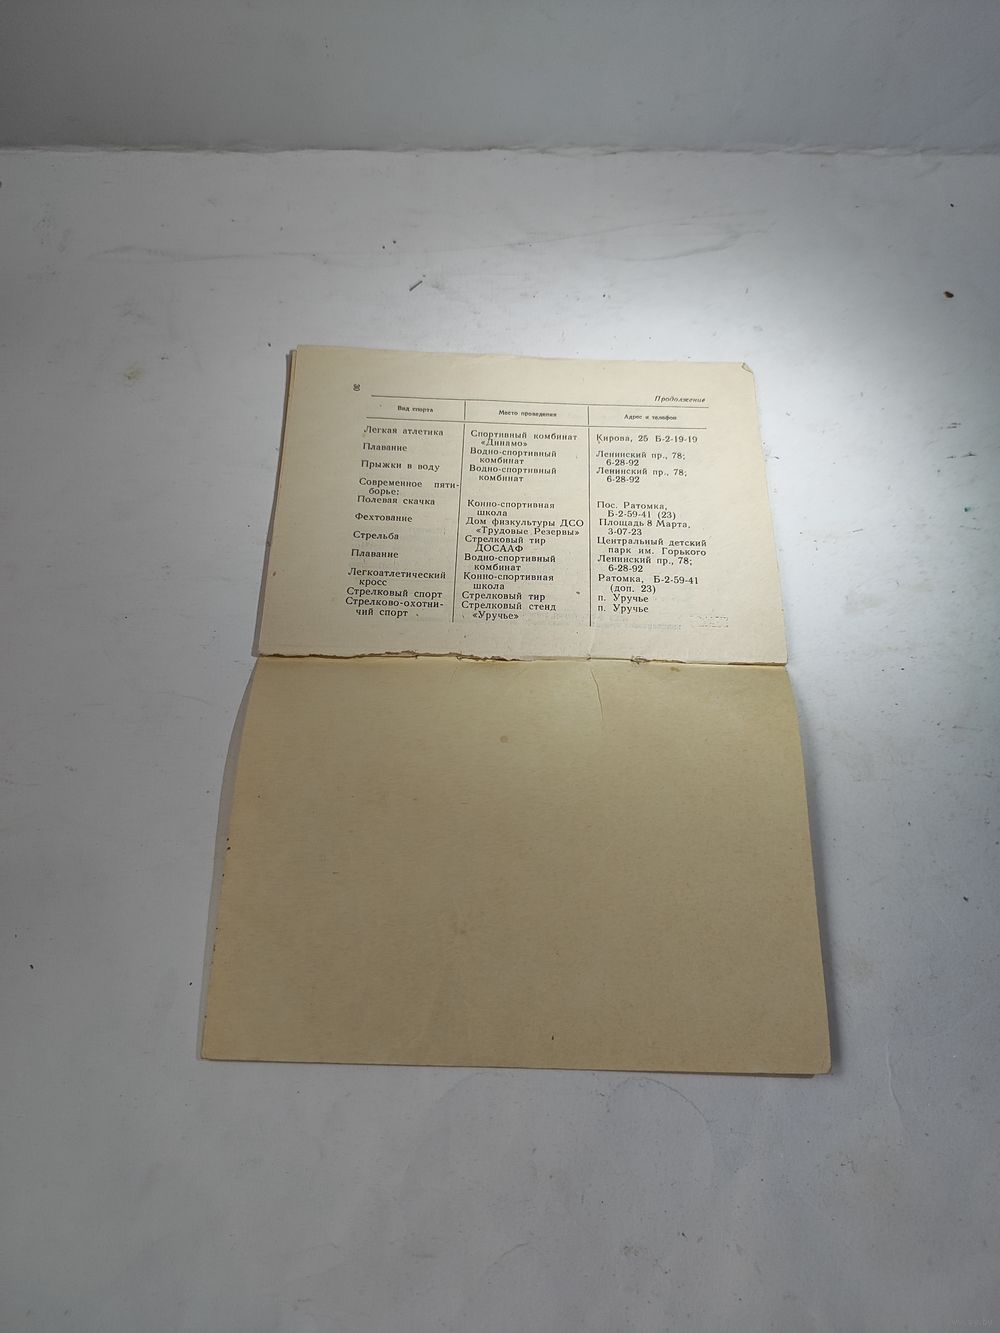 Продолжение
Вид спорта Место проведения Адрес и телефон
Легкая атлетика Спортивный комбинат Кирова, 25 Б-2-19-19
«Динамо»
Плавание Водно-спортивный Ленинский пр., 78;
комбинат 6-28-92
Прыжки в воду Водно-спортивный Ленинский пр., 78;
комбинат 6-28-92
Современное пяти-
борье:
Полевая скачка Конно-спортивная Пос. Ратомка,
школа Б-2-59-41 (23)
Фехтование Дом физкультуры ДСО Площадь 8 Марта,
«Трудовые Резервы» 3-07-23
Стрельба Стрелковый тир Центральный детский
ДОСААФ парк им. Горького
Плавание Водно-спортивный Ленинский пр., 78;
комбинат 6-28-92
Легкоатлетический Конно-спортивная Ратомка, Б-2-59-41
кросс школа (доп. 23)
Стрелковый спорт Стрелковый тир п. Уручье
Стрелково-охотни- Стрелковый стенд п. Уручье
чий спорт «Уручье»